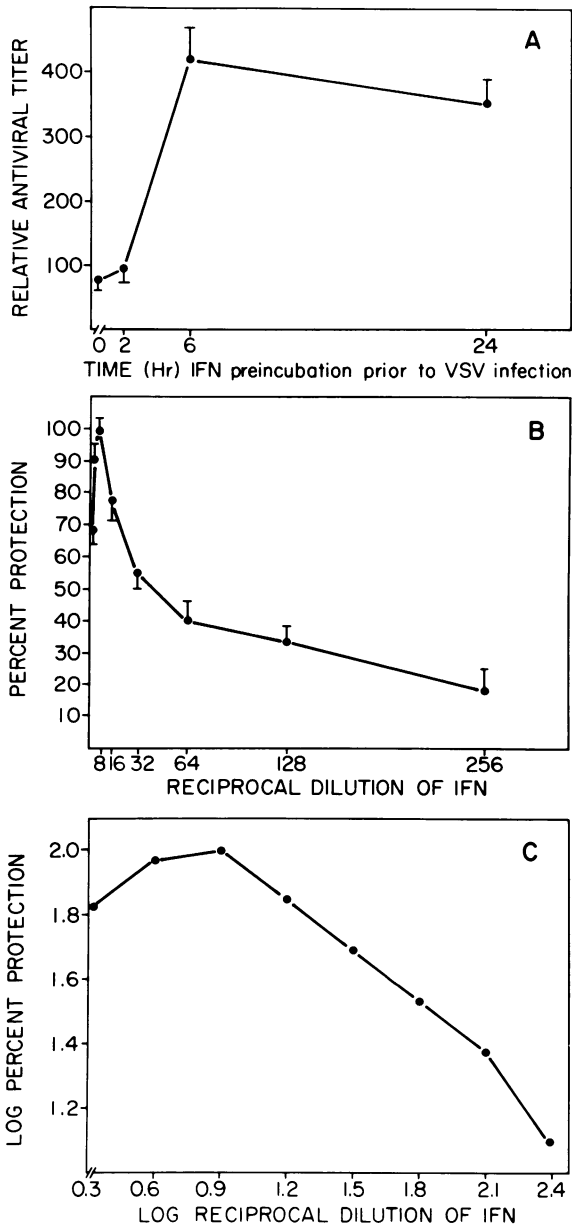 A
RELATIVE ANTIVIRAL TITER
400
300
200
100
0 2 6 24
TIME (Hr) IFN preincubation prior to VSV infection
B
PERCENT PROTECTION
100
90
80
70
60
50
40
30
20
10
8 16 32 64 128 256
RECIPROCAL DILUTION OF IFN
C
LOG PERCENT PROTECTION
2.0
1.8
1.6
1.4
1.2
0.3 0.6 0.9 1.2 1.5 1.8 2.1 2.4
LOG RECIPROCAL DILUTION OF IFN